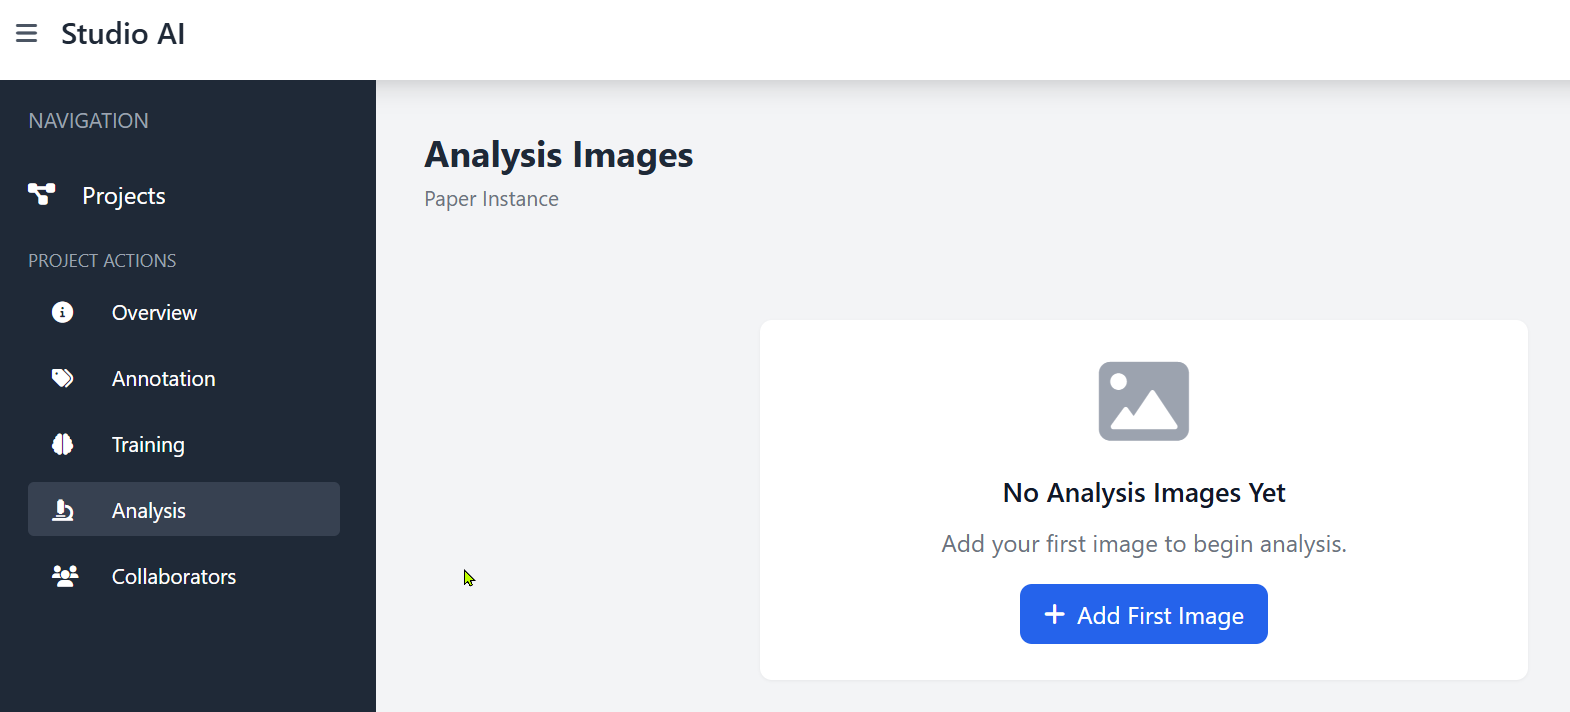 Studio AI
NAVIGATION
Projects
PROJECT ACTIONS
Overview
Annotation
Training
Analysis
Collaborators
Analysis Images
Paper Instance
No Analysis Images Yet
Add your first image to begin analysis.
Add First Image